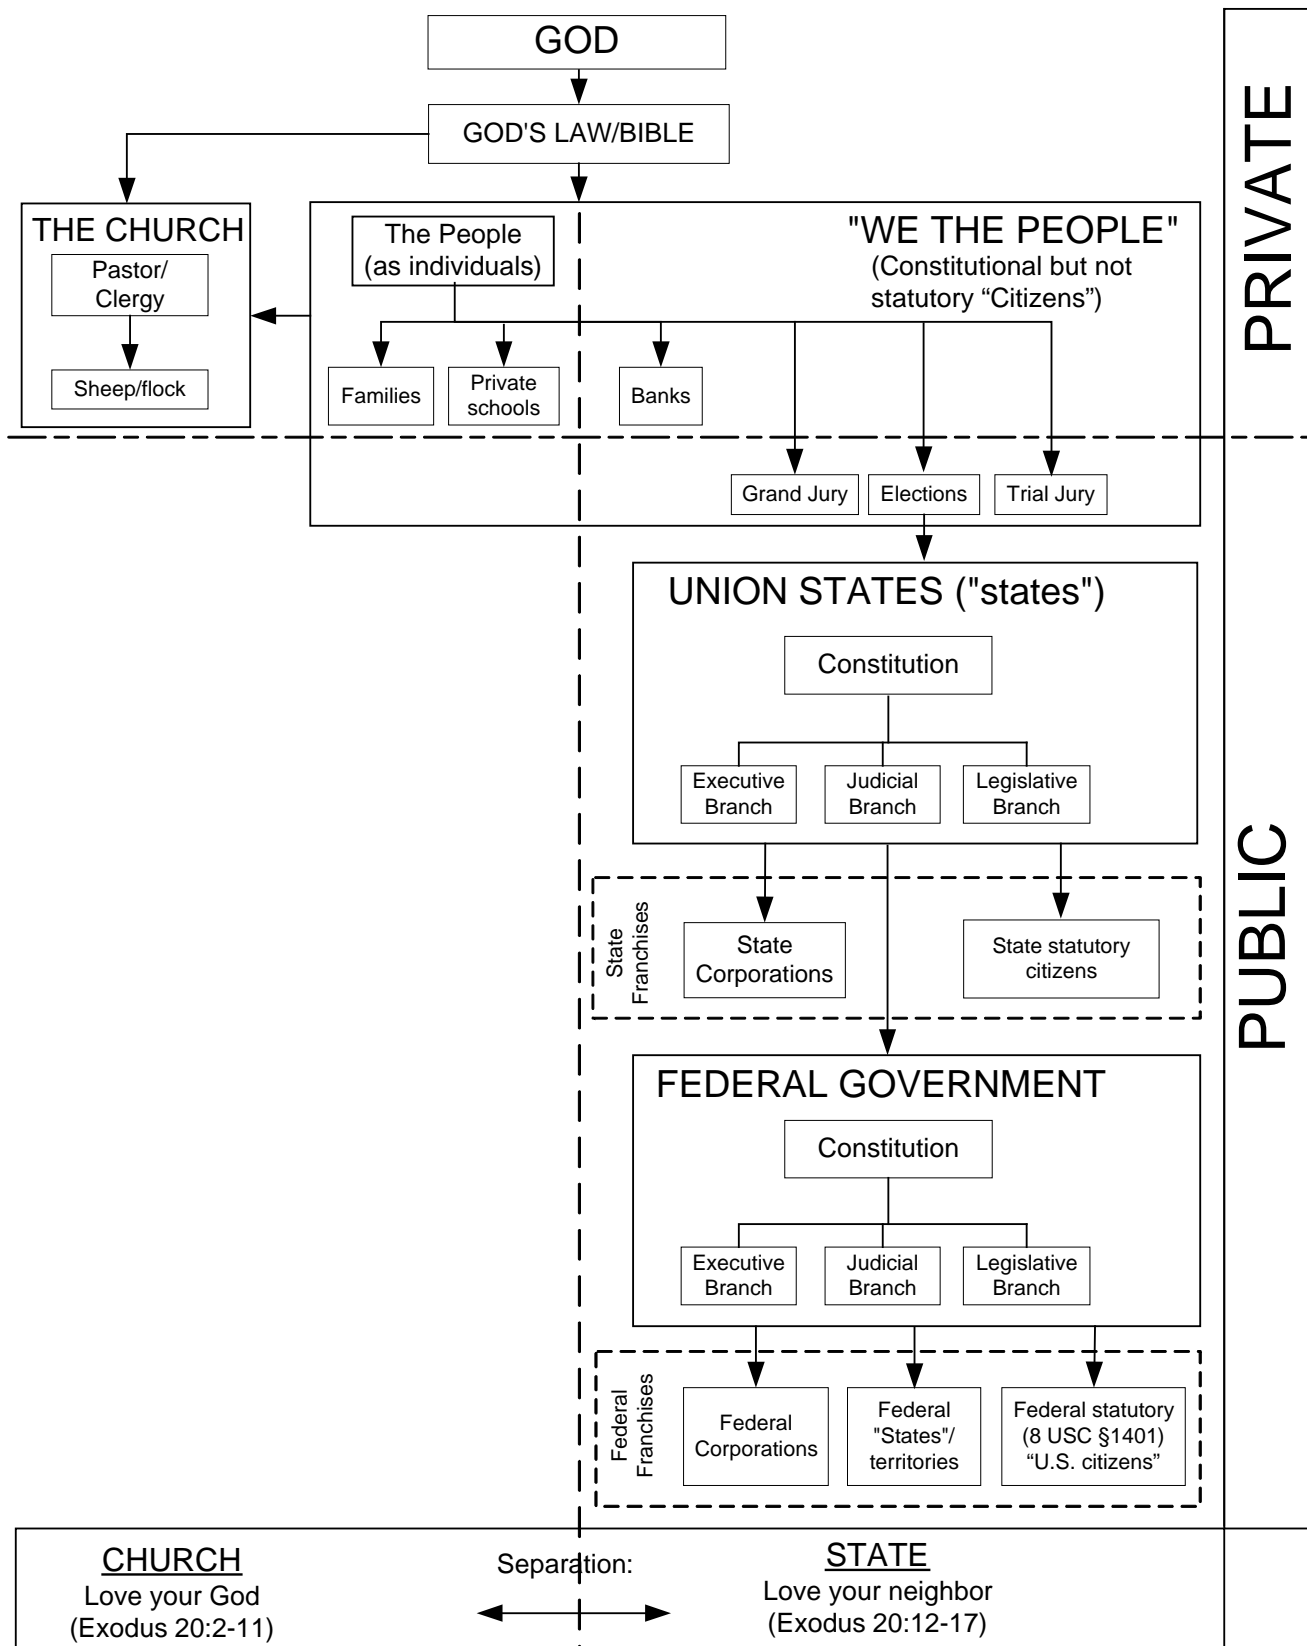 GOD
GOD'S LAW/BIBLE
PRIVATE
THE CHURCH
Pastor/
Clergy
Sheep/flock
The People
(as individuals)
"WE THE PEOPLE"
(Constitutional but not
statutory “Citizens”)
Families
Private
schools
Banks
Grand Jury
Elections
Trial Jury
PUBLIC
UNION STATES ("states")
Constitution
Executive
Branch
Judicial
Branch
Legislative
Branch
State
Franchises
State
Corporations
State statutory
citizens
FEDERAL GOVERNMENT
Constitution
Executive
Branch
Judicial
Branch
Legislative
Branch
Federal
Franchises
Federal
Corporations
Federal
"States"/
territories
Federal statutory
(8 USC §1401)
“U.S. citizens”
CHURCH
Love your God
(Exodus 20:2-11)
Separation:
STATE
Love your neighbor
(Exodus 20:12-17)